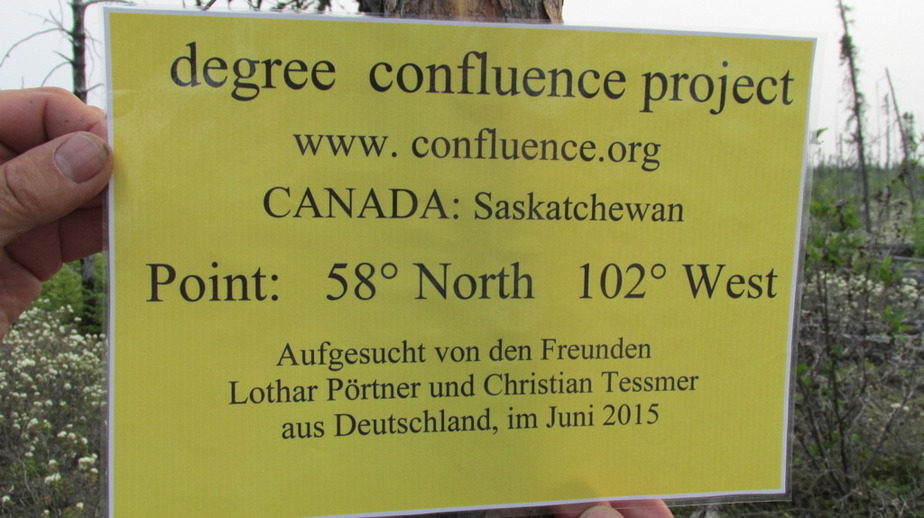 degree confluence project
www. confluence.org
CANADA: Saskatchewan
Point: 58° North 102° West
Aufgesucht von den Freunden
Lothar Pörtner und Christian Tessmer
aus Deutschland, im Juni 2015